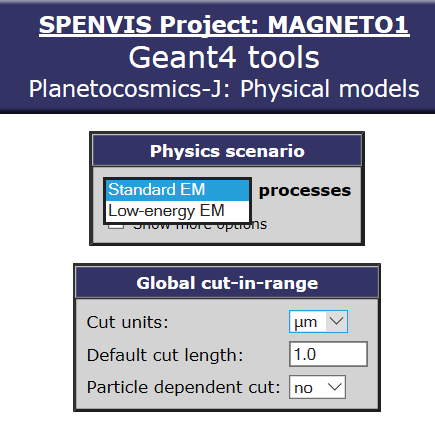 SPENVIS Project: MAGNETO1
Geant4 tools
Planetocosmics-J: Physical models
Physics scenario
Standard EM processes
Low-energy EM
Show more options
Global cut-in-range
Cut units: µm
Default cut length: 1.0
Particle dependent cut: no